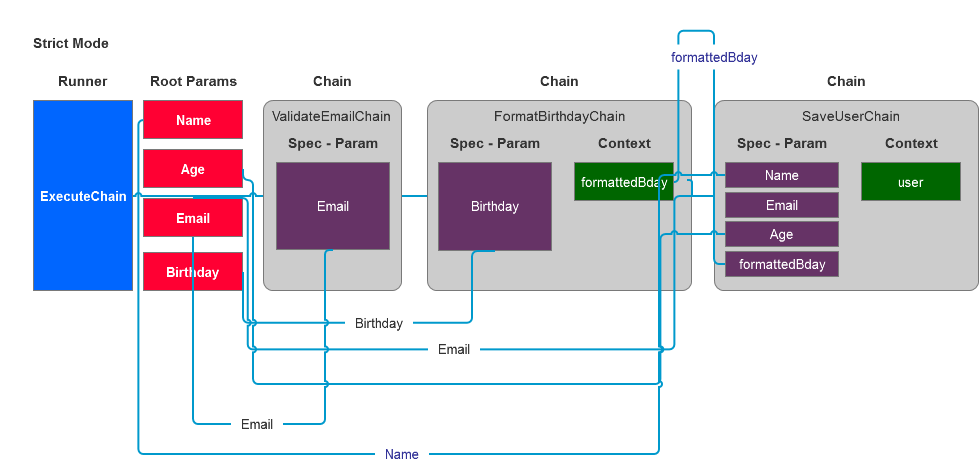 Strict Mode
formattedBday
Runner
Root Params
Chain
Chain
Chain
ExecuteChain
Name
Age
Email
Birthday
ValidateEmailChain
Spec - Param
Email
FormatBirthdayChain
Spec - Param
Context
Birthday
formattedBday
SaveUserChain
Spec - Param
Context
Name
Email
Age
formattedBday
user
Birthday
Email
Email
Name